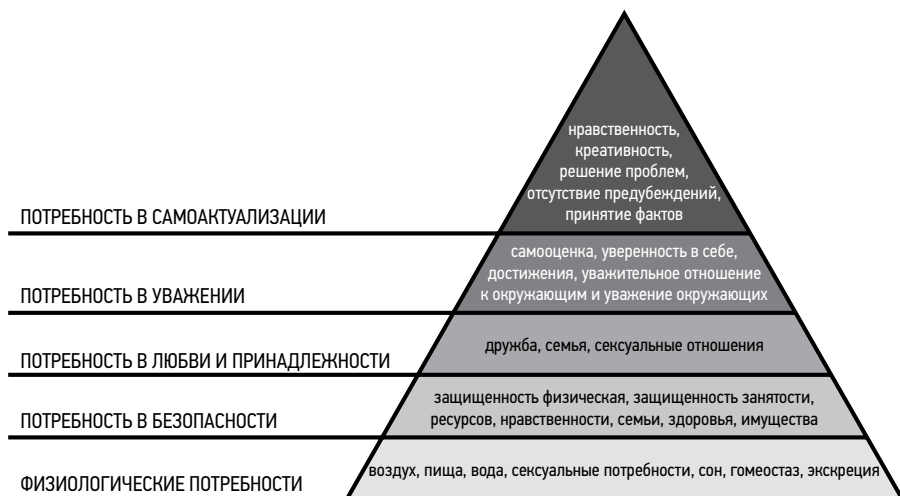 нравственность,
креативность,
решение проблем,
отсутствие предубеждений,
принятие фактов
ПОТРЕБНОСТЬ В САМОАКТУАЛИЗАЦИИ
самооценка, уверенность в себе,
достижения, уважительное отношение
к окружающим и уважение окружающих
ПОТРЕБНОСТЬ В УВАЖЕНИИ
дружба, семья, сексуальные отношения
ПОТРЕБНОСТЬ В ЛЮБВИ И ПРИНАДЛЕЖНОСТИ
защищенность физическая, защищенность занятости,
ресурсов, нравственности, семьи, здоровья, имущества
ПОТРЕБНОСТЬ В БЕЗОПАСНОСТИ
воздух, пища, вода, сексуальные потребности, сон, гомеостаз, экскреция
ФИЗИОЛОГИЧЕСКИЕ ПОТРЕБНОСТИ